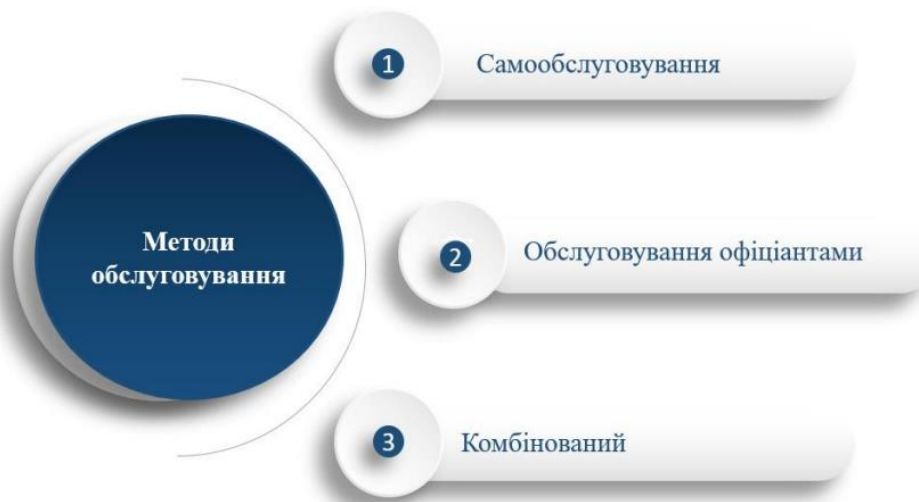 Методи
обслуговування
1 Самообслуговування
2 Обслуговування офіціантами
3 Комбінований